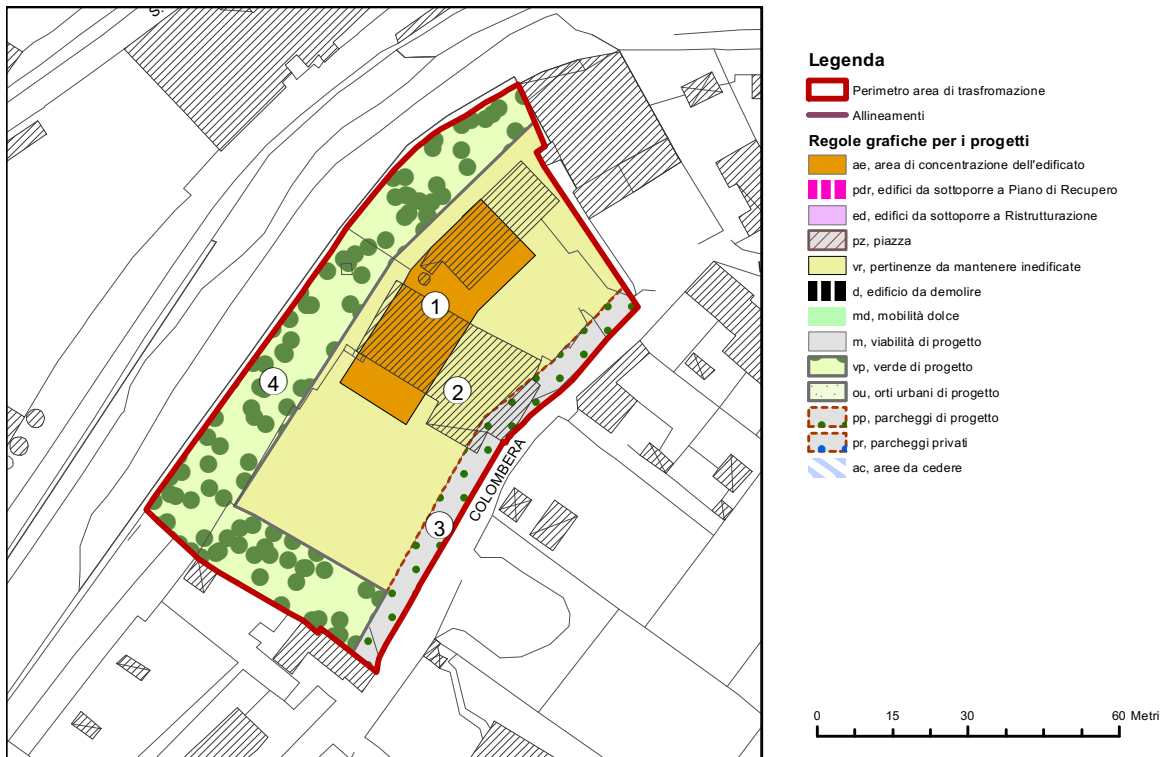 S.
1
2
3
4
COLOMBERA
Legenda
Perimetro area di trasfromazione
Allineamenti
Regole grafiche per i progetti
ae, area di concentrazione dell'edificato
pdr, edifici da sottoporre a Piano di Recupero
ed, edifici da sottoporre a Ristrutturazione
pz, piazza
vr, pertinenze da mantenere inedificate
d, edificio da demolire
md, mobilità dolce
m, viabilità di progetto
vp, verde di progetto
ou, orti urbani di progetto
pp, parcheggi di progetto
pr, parcheggi privati
ac, aree da cedere
0 15 30 60 Metri